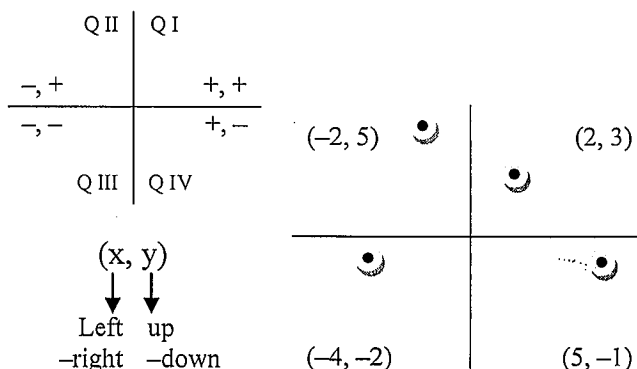 Q II Q I
–, + +, +
–, – +, –
Q III Q IV
(x, y)
Left up
–right –down
(–2, 5) (2, 3)
(–4, –2) (5, –1)